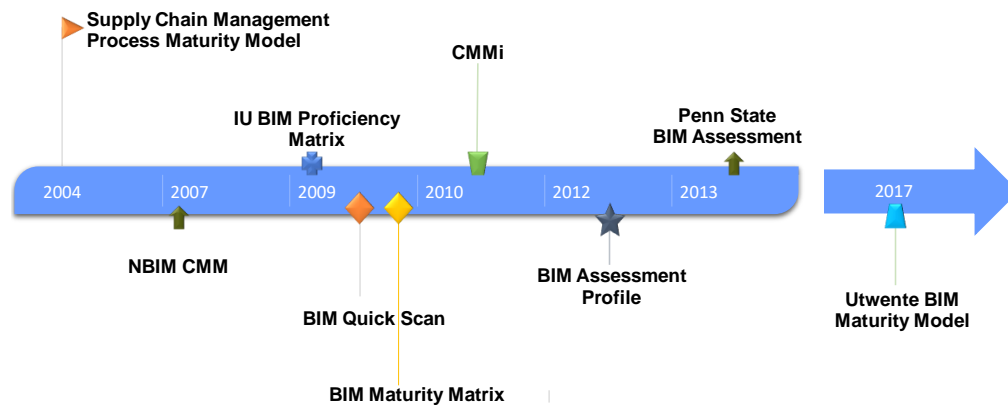 Supply Chain Management
Process Maturity Model
CMMi
IU BIM Proficiency
Matrix
Penn State
BIM Assessment
2004
2007
2009
2010
2012
2013
2017
NBIM CMM
BIM Quick Scan
BIM Maturity Matrix
BIM Assessment
Profile
Utwente BIM
Maturity Model